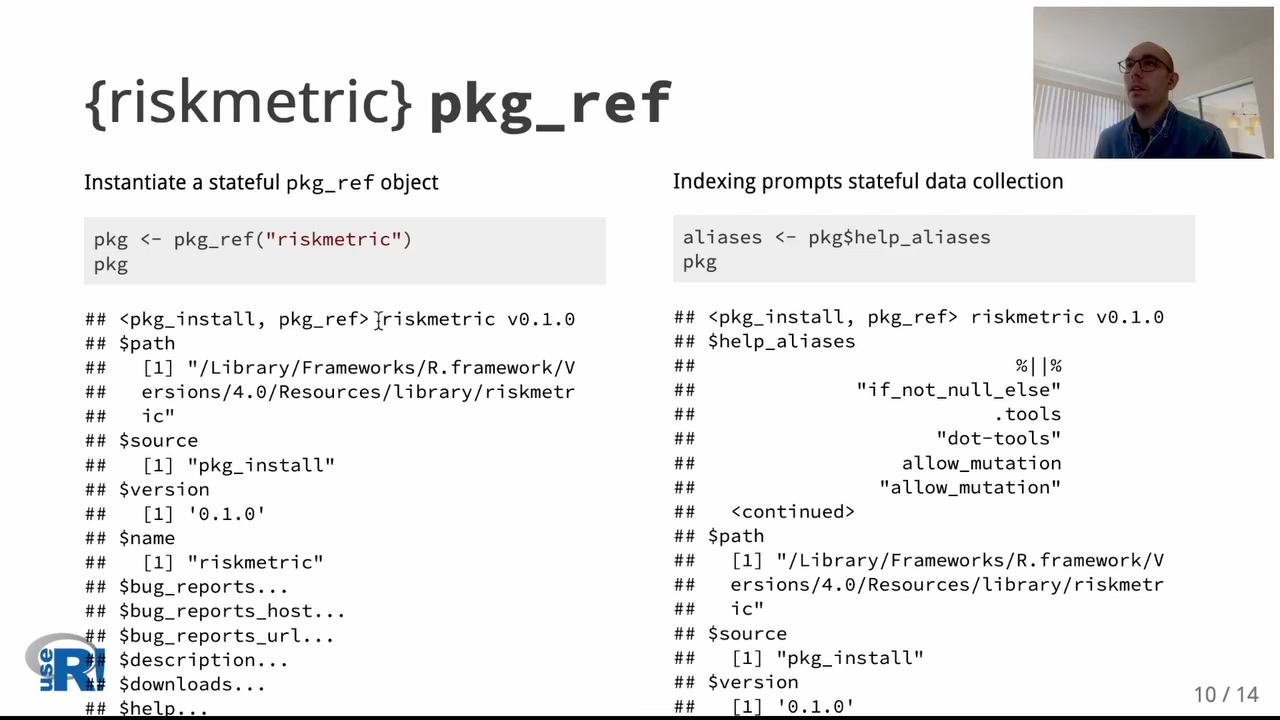 {riskmetric} pkg_ref
Instantiate a stateful pkg_ref object
pkg <- pkg_ref("riskmetric")
pkg
## <pkg_install, pkg_ref> riskmetric v0.1.0
## $path
##   [1] "/Library/Frameworks/R.framework/V
##   ersions/4.0/Resources/library/riskmetr
##   ic"
## $source
##   [1] "pkg_install"
## $version
##   [1] '0.1.0'
## $name
##   [1] "riskmetric"
## $bug_reports...
## $bug_reports_host...
## $bug_reports_url...
## $description...
## $downloads...
## $help...
Indexing prompts stateful data collection
aliases <- pkg$help_aliases
pkg
## <pkg_install, pkg_ref> riskmetric v0.1.0
## $help_aliases
##                            %||%
##              "if_not_null_else"
##                          .tools
##                     "dot-tools"
##                  allow_mutation
##                "allow_mutation"
##   <continued>
## $path
##   [1] "/Library/Frameworks/R.framework/V
##   ersions/4.0/Resources/library/riskmetr
##   ic"
## $source
##   [1] "pkg_install"
## $version
##   [1] '0.1.0'
use R!
10 / 14